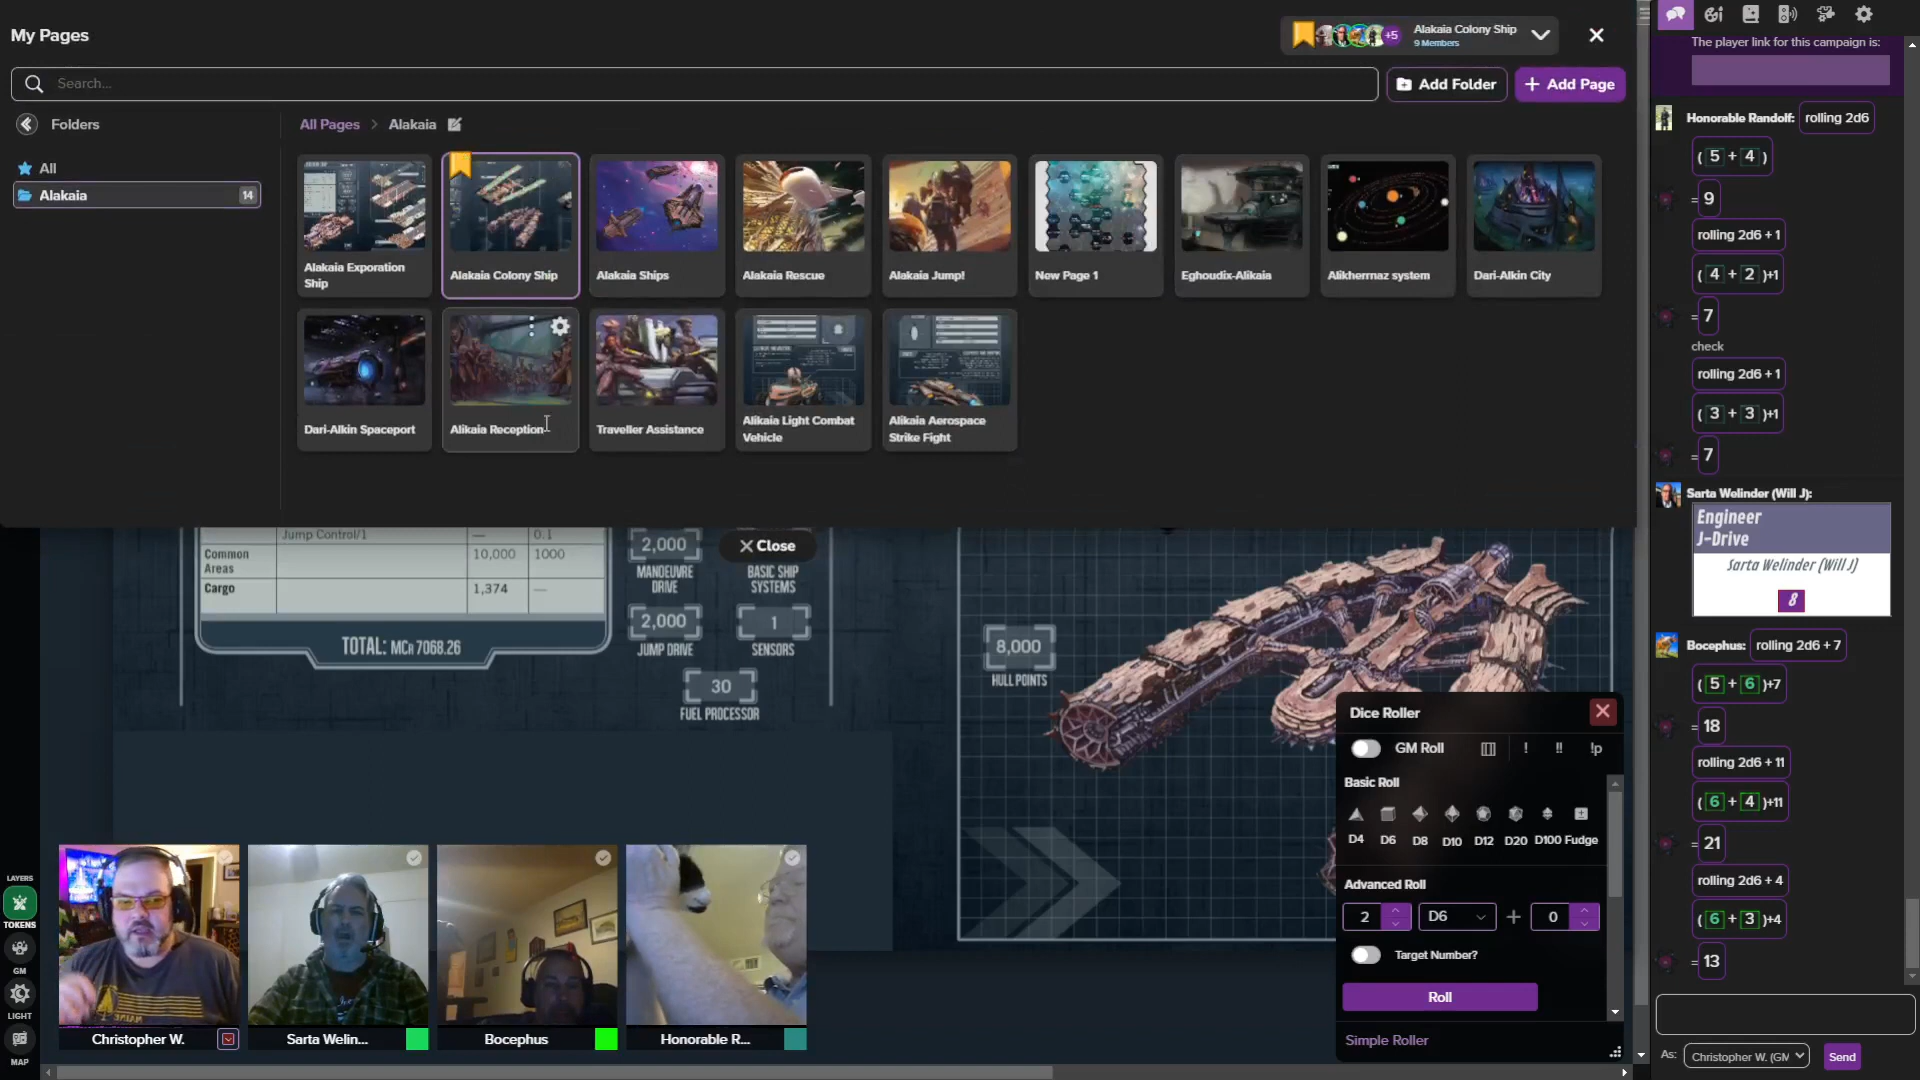 My Pages
+5
Alakaia Colony Ship
9 Members
Search...
Add Folder
+ Add Page
Folders
All Pages > Alakaia
All
Alakaia
14
Alakaia Exporation
Ship
Alakaia Colony Ship
Alakaia Ships
Alakaia Rescue
Alakaia Jump!
New Page 1
Eghoudix-Alikaia
Alikherrnaz system
Dari-Alkin City
Dari-Alkin Spaceport
Alikaia Reception
Traveller Assistance
Alikaia Light Combat
Vehicle
Alikaia Aerospace
Strike Fight
Jump Control/1 — 0.1
Common
Areas
10,000 1000
Cargo 1,374 —
TOTAL: MCR 7068.26
2,000
MANOEUVRE
DRIVE
Close
BASIC SHIP
SYSTEMS
2,000
JUMP DRIVE
1
SENSORS
30
FUEL PROCESSOR
8,000
HULL POINTS
LAYERS
TOKENS
GM
LIGHT
MAP
Christopher W.
Sarta Welin...
Bocephus
Honorable R...
Dice Roller
GM Roll
! !! !p
Basic Roll
D4 D6 D8 D10 D12 D20 D100 Fudge
Advanced Roll
2 D6 + 0
Target Number?
Roll
Simple Roller
The player link for this campaign is:
Honorable Randolf: rolling 2d6
(5 + 4)
= 9
rolling 2d6 + 1
(4 + 2)+1
= 7
check
rolling 2d6 + 1
(3 + 3)+1
= 7
Sarta Welinder (Will J):
Engineer
J-Drive
Sarta Welinder (Will J)
8
Bocephus: rolling 2d6 + 7
(5 + 6)+7
= 18
rolling 2d6 + 11
(6 + 4)+11
= 21
rolling 2d6 + 4
(6 + 3)+4
= 13
As: Christopher W. (GM
Send